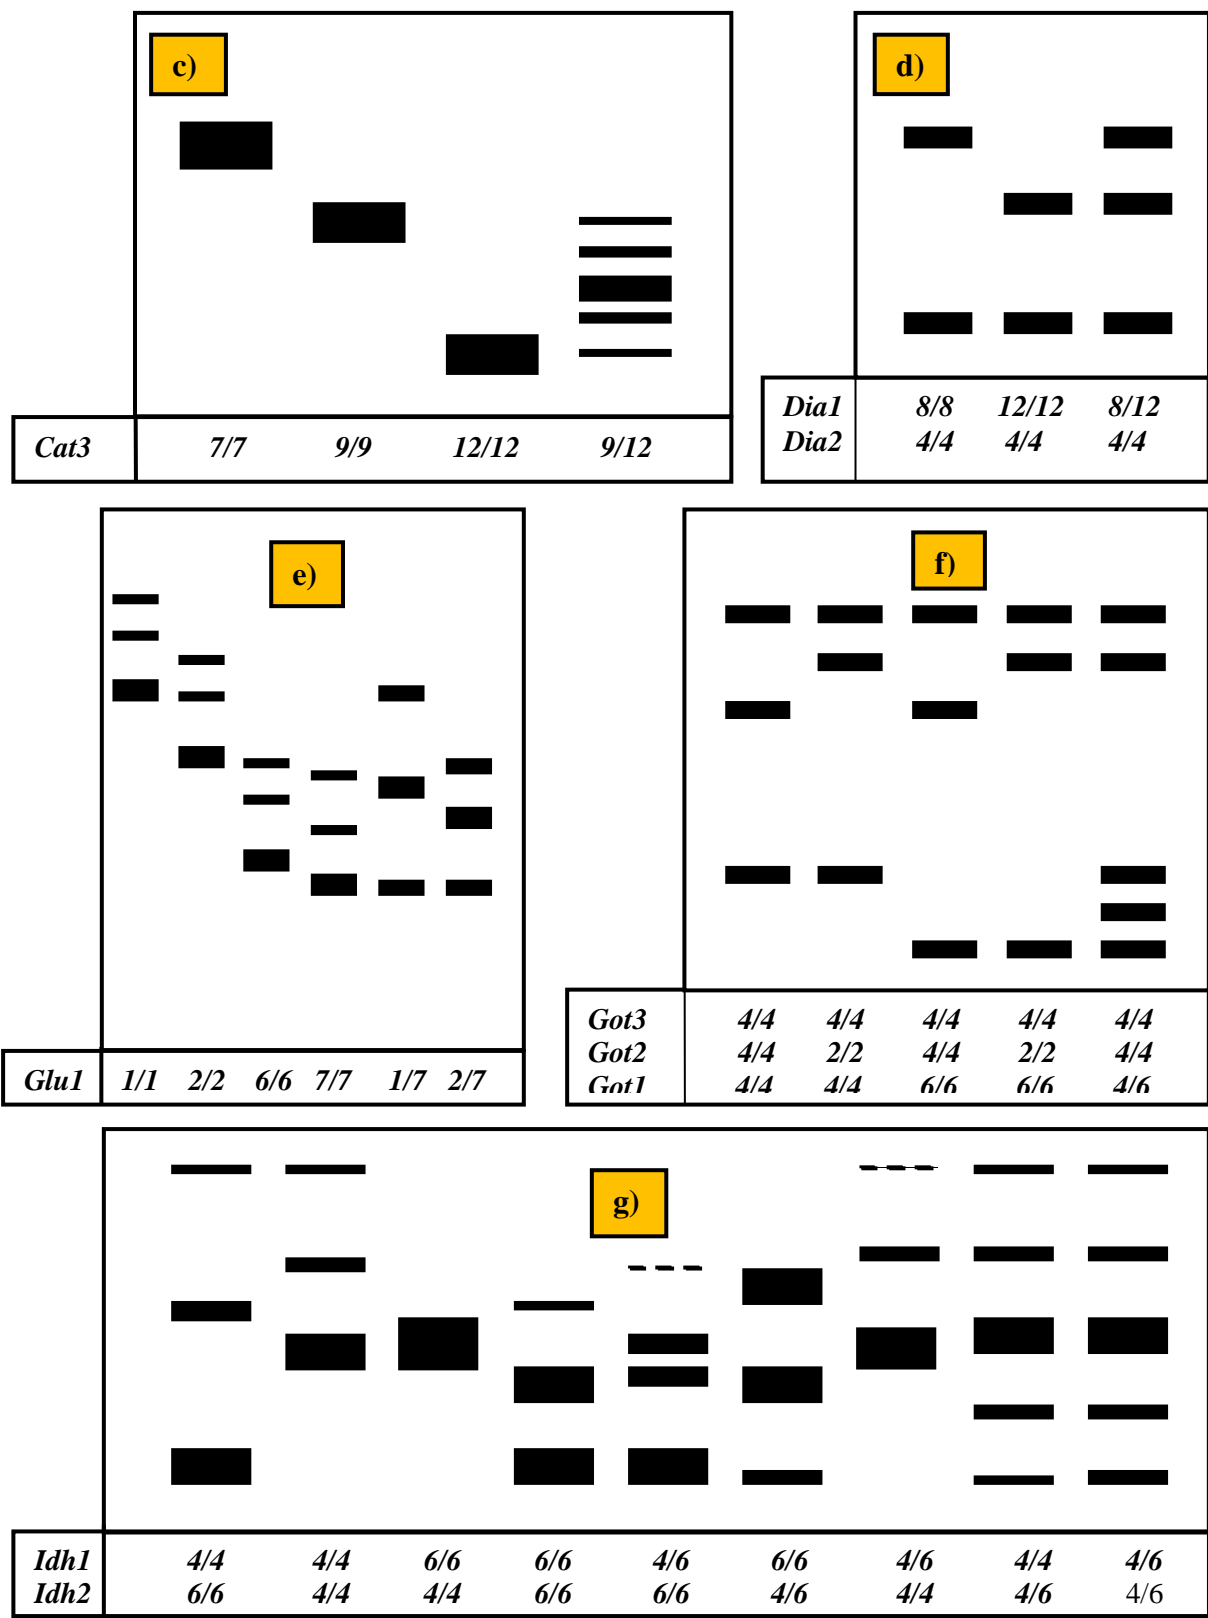 c)
Cat3 7/7 9/9 12/12 9/12
d)
Dia1 8/8 12/12 8/12
Dia2 4/4 4/4 4/4
e)
Glu1 1/1 2/2 6/6 7/7 1/7 2/7
f)
Got3 4/4 4/4 4/4 4/4 4/4
Got2 4/4 2/2 4/4 2/2 4/4
Got1 4/4 4/4 6/6 6/6 4/6
g)
Idh1 4/4 4/4 6/6 6/6 4/6 6/6 4/6 4/4 4/6
Idh2 6/6 4/4 4/4 6/6 6/6 4/6 4/4 4/6 4/6